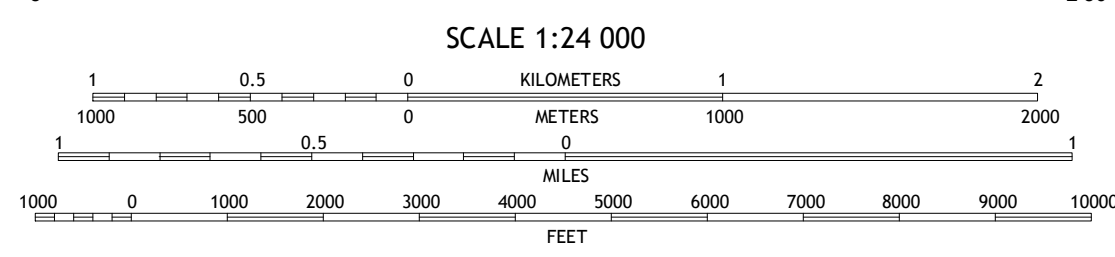 SCALE 1:24 000
1 0.5 0 KILOMETERS 1 2
1000 500 0 METERS 1000 2000
1 0.5 0 1
MILES
1000 0 1000 2000 3000 4000 5000 6000 7000 8000 9000 10000
FEET